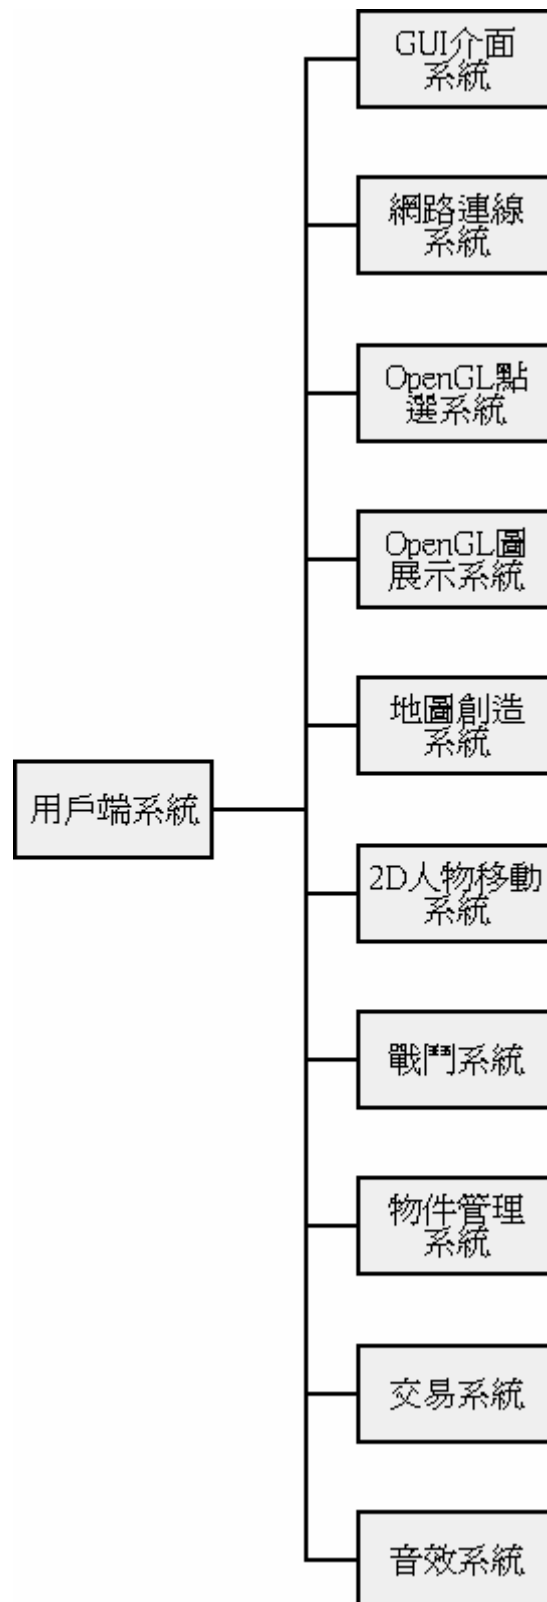 GUI介面
系統
網路連線
系統
OpenGL點
選系統
OpenGL圖
展示系統
地圖創造
系統
用戶端系統
2D人物移動
系統
戰鬥系統
物件管理
系統
交易系統
音效系統